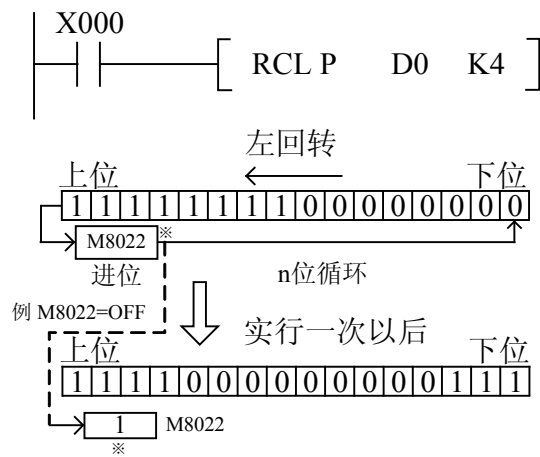 X000
RCL P D0 K4
左回转
上位 下位
1 1 1 1 1 1 1 1 0 0 0 0 0 0 0 0
M8022 ※
进位 n位循环
例 M8022=OFF
实行一次以后
上位 下位
1 1 1 1 0 0 0 0 0 0 0 0 0 1 1 1
1 M8022
※